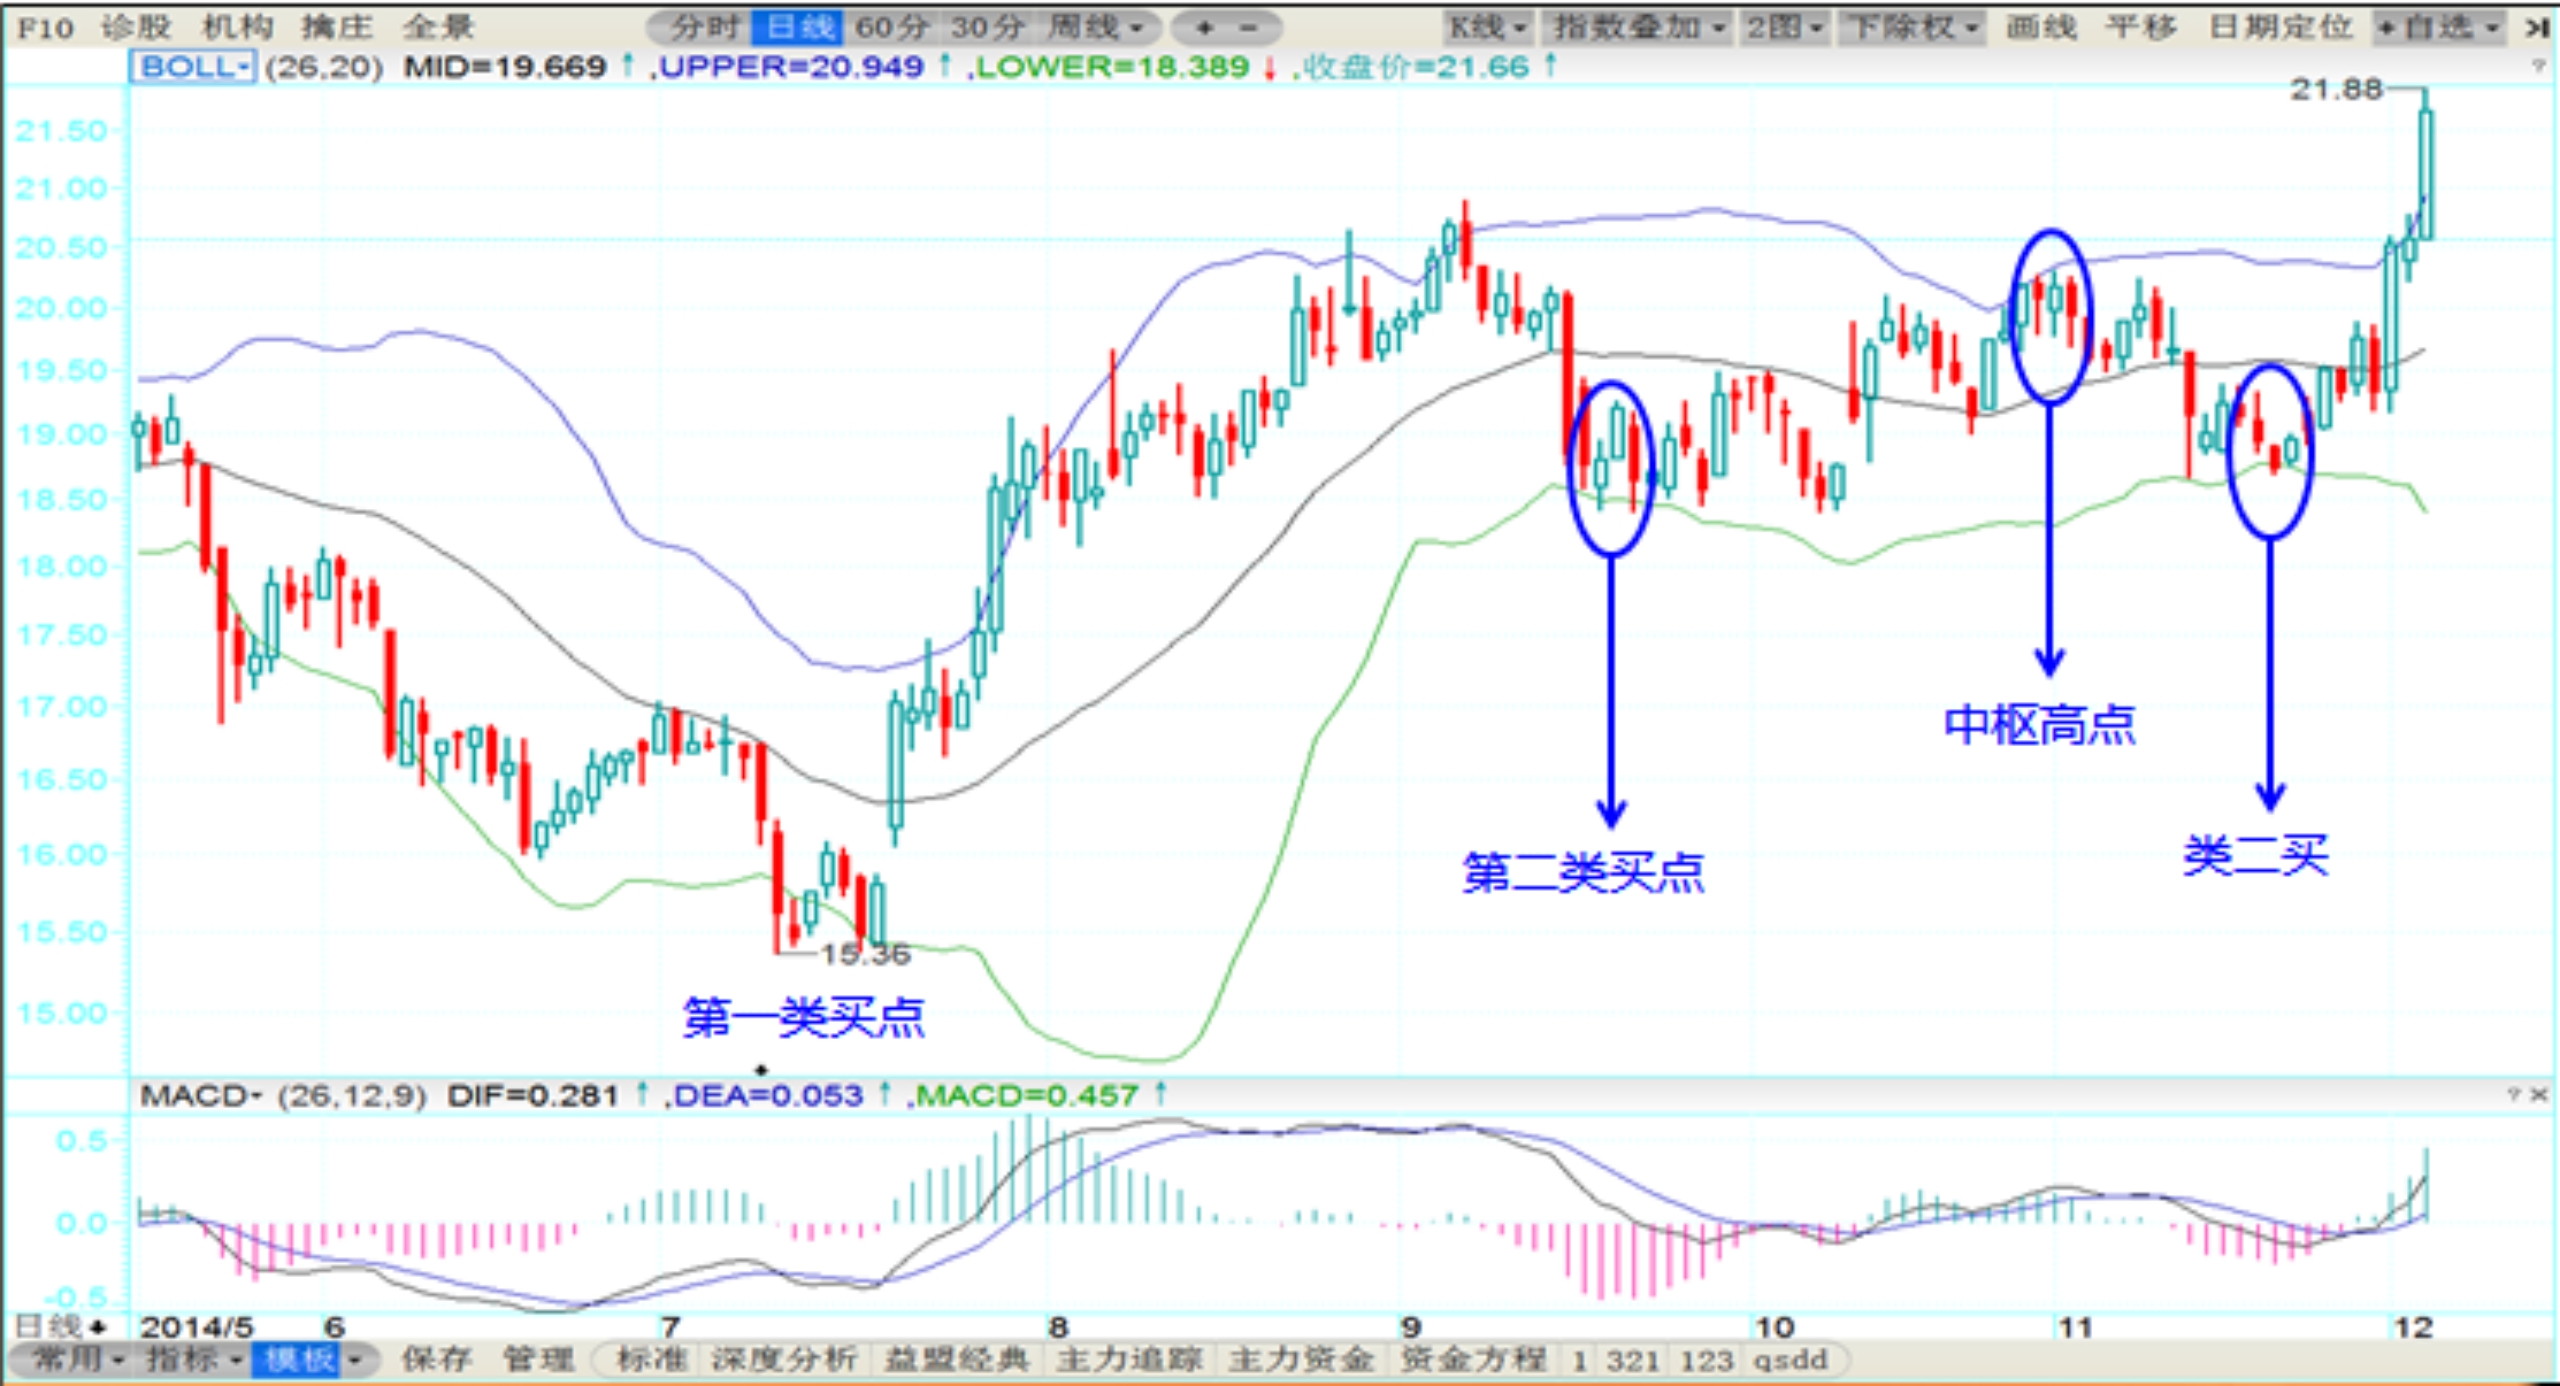 F10 诊股 机构 擒庄 全景 分时 日线 60分 30分 周线 + - K线 指数叠加 2图 下除权 画线 平移 日期定位 +自选
BOLL (26,20) MID=19.669 ↑ ,UPPER=20.949 ↑ ,LOWER=18.389 ↓ ,收盘价=21.66 ↑ ?
21.88
21.50
21.00
20.50
20.00
19.50
19.00
18.50
18.00
17.50
17.00
中枢高点
16.50
16.00
类二买
第二类买点
15.50
15.36
15.00
第一类买点
MACD (26,12,9) DIF=0.281 ↑ ,DEA=0.053 ↑ ,MACD=0.457 ↑ ? ×
0.5
0.0
-0.5
日线 2014/5 6 7 8 9 10 11 12
常用 指标 模板 保存 管理 标准 深度分析 益盟经典 主力追踪 主力资金 资金方程 1 321 123 qsdd